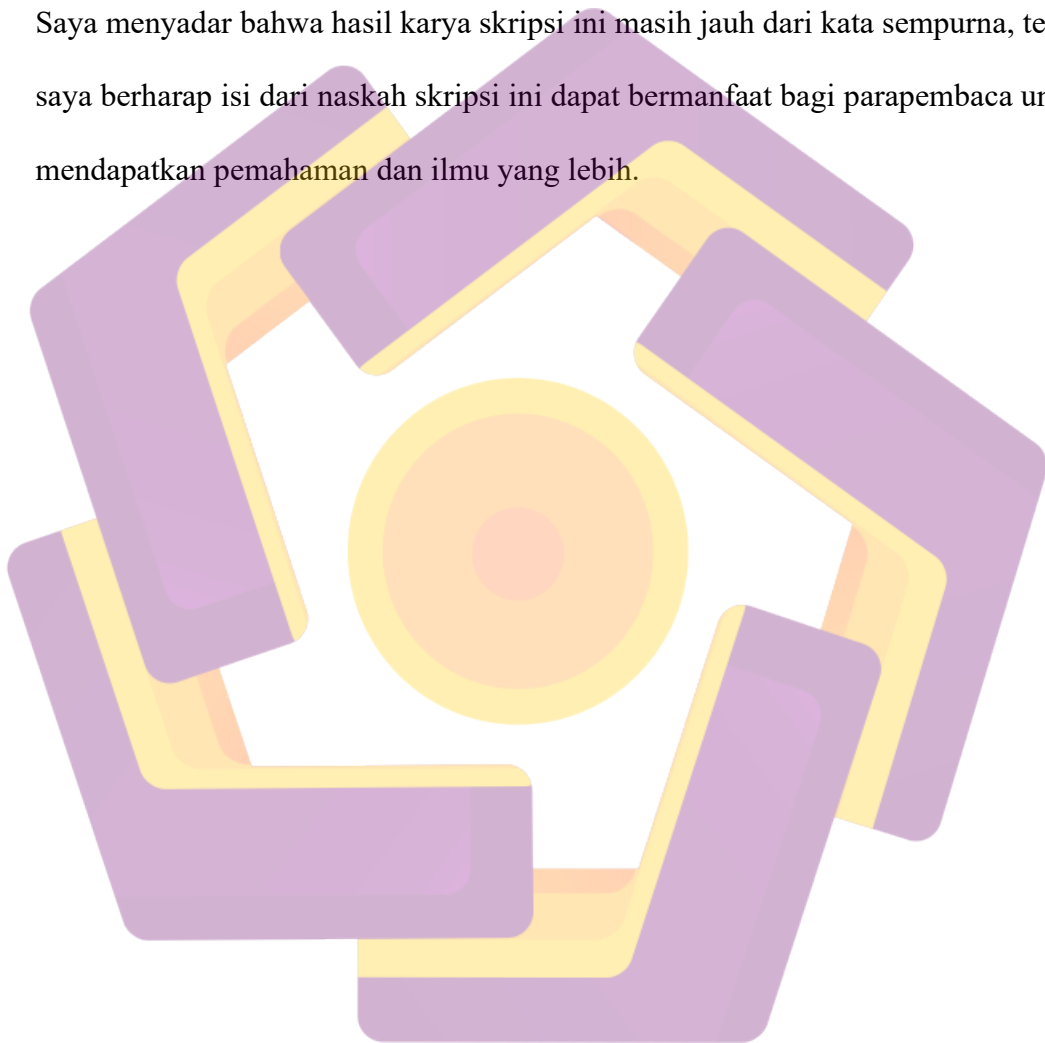 Saya menyadar bahwa hasil karya skripsi ini masih jauh dari kata sempurna, te
saya berharap isi dari naskah skripsi ini dapat bermanfaat bagi parapembaca
mendapatkan pemahaman dan ilmu yang lebih.